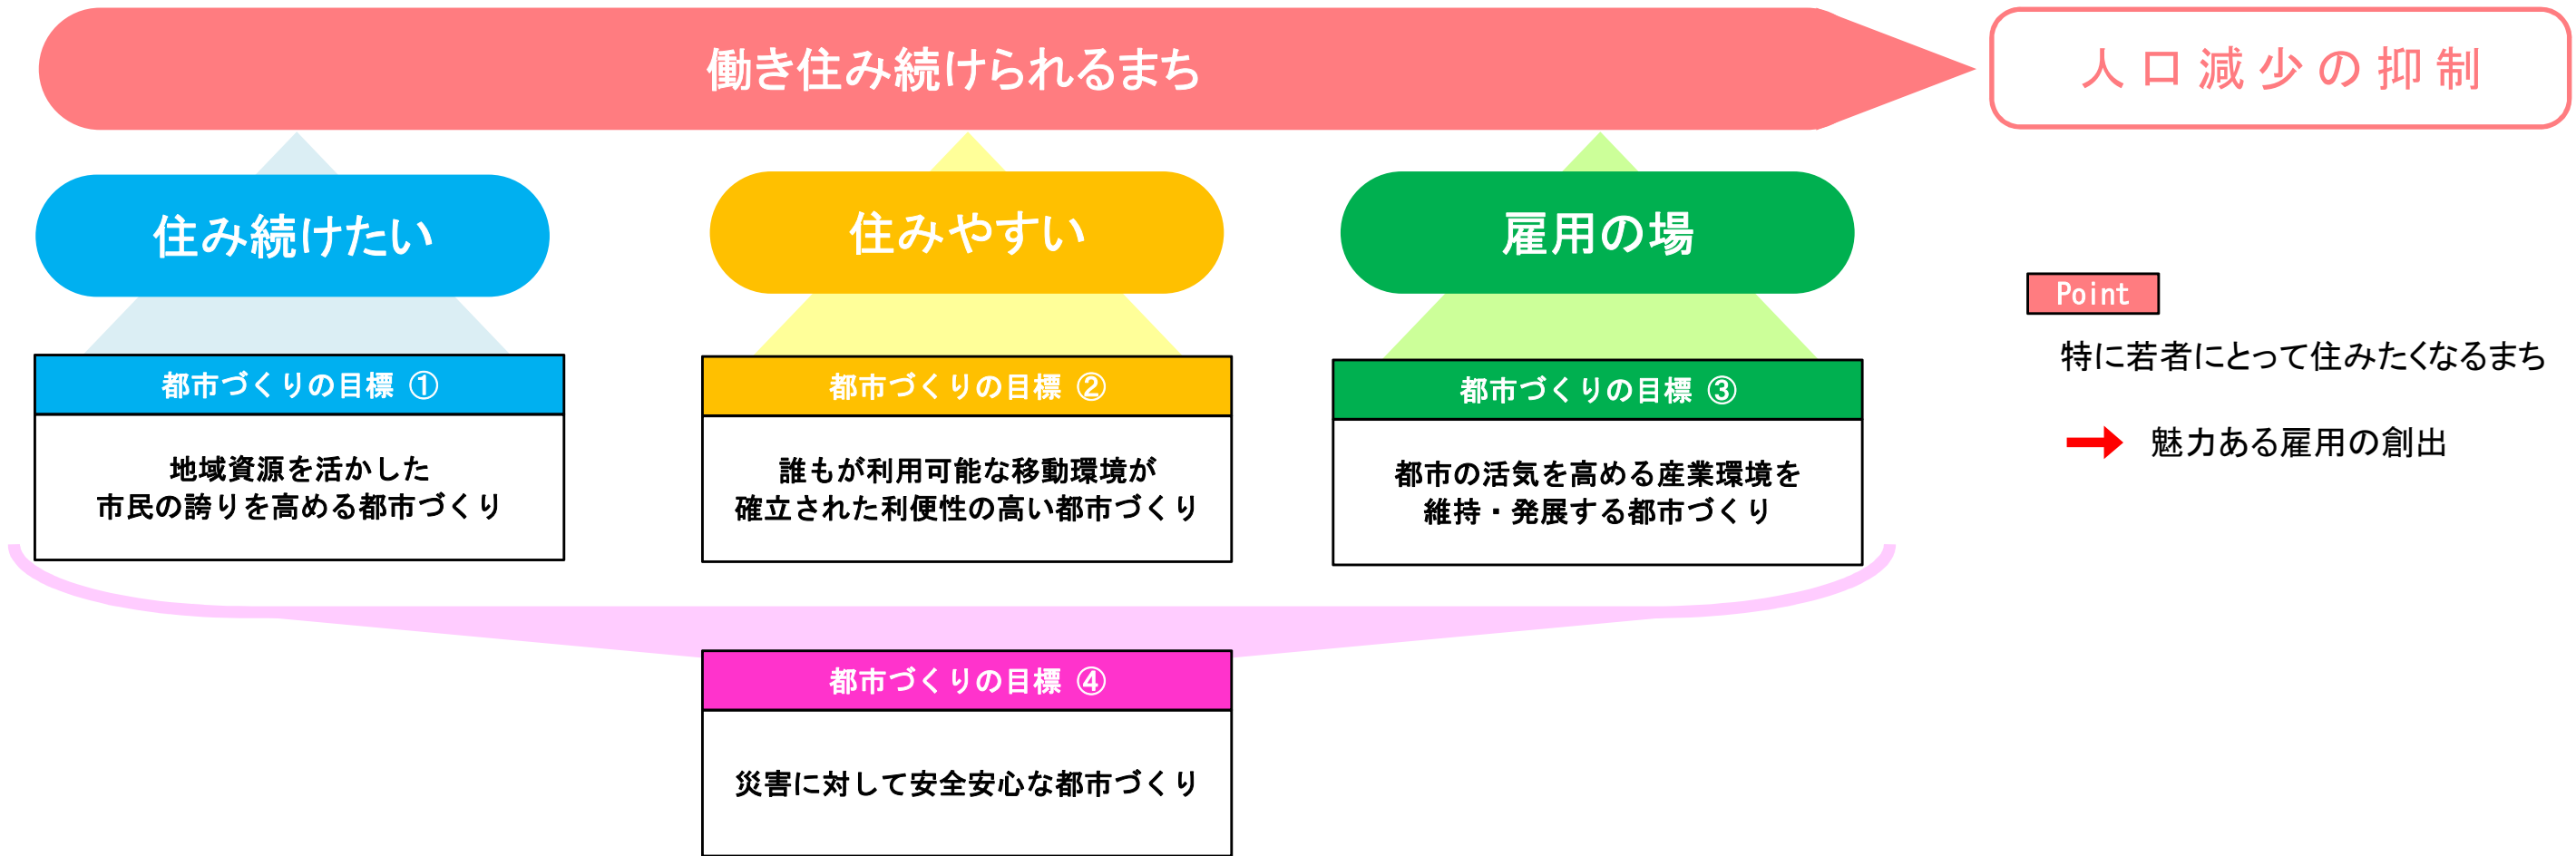 働き住み続けられるまち
人口減少の抑制
住み続けたい
住みやすい
雇用の場
都市づくりの目標 ①
地域資源を活かした
市民の誇りを高める都市づくり
都市づくりの目標 ②
誰もが利用可能な移動環境が
確立された利便性の高い都市づくり
都市づくりの目標 ③
都市の活気を高める産業環境を
維持・発展する都市づくり
Point
特に若者にとって住みたくなるまち
魅力ある雇用の創出
都市づくりの目標 ④
災害に対して安全安心な都市づくり